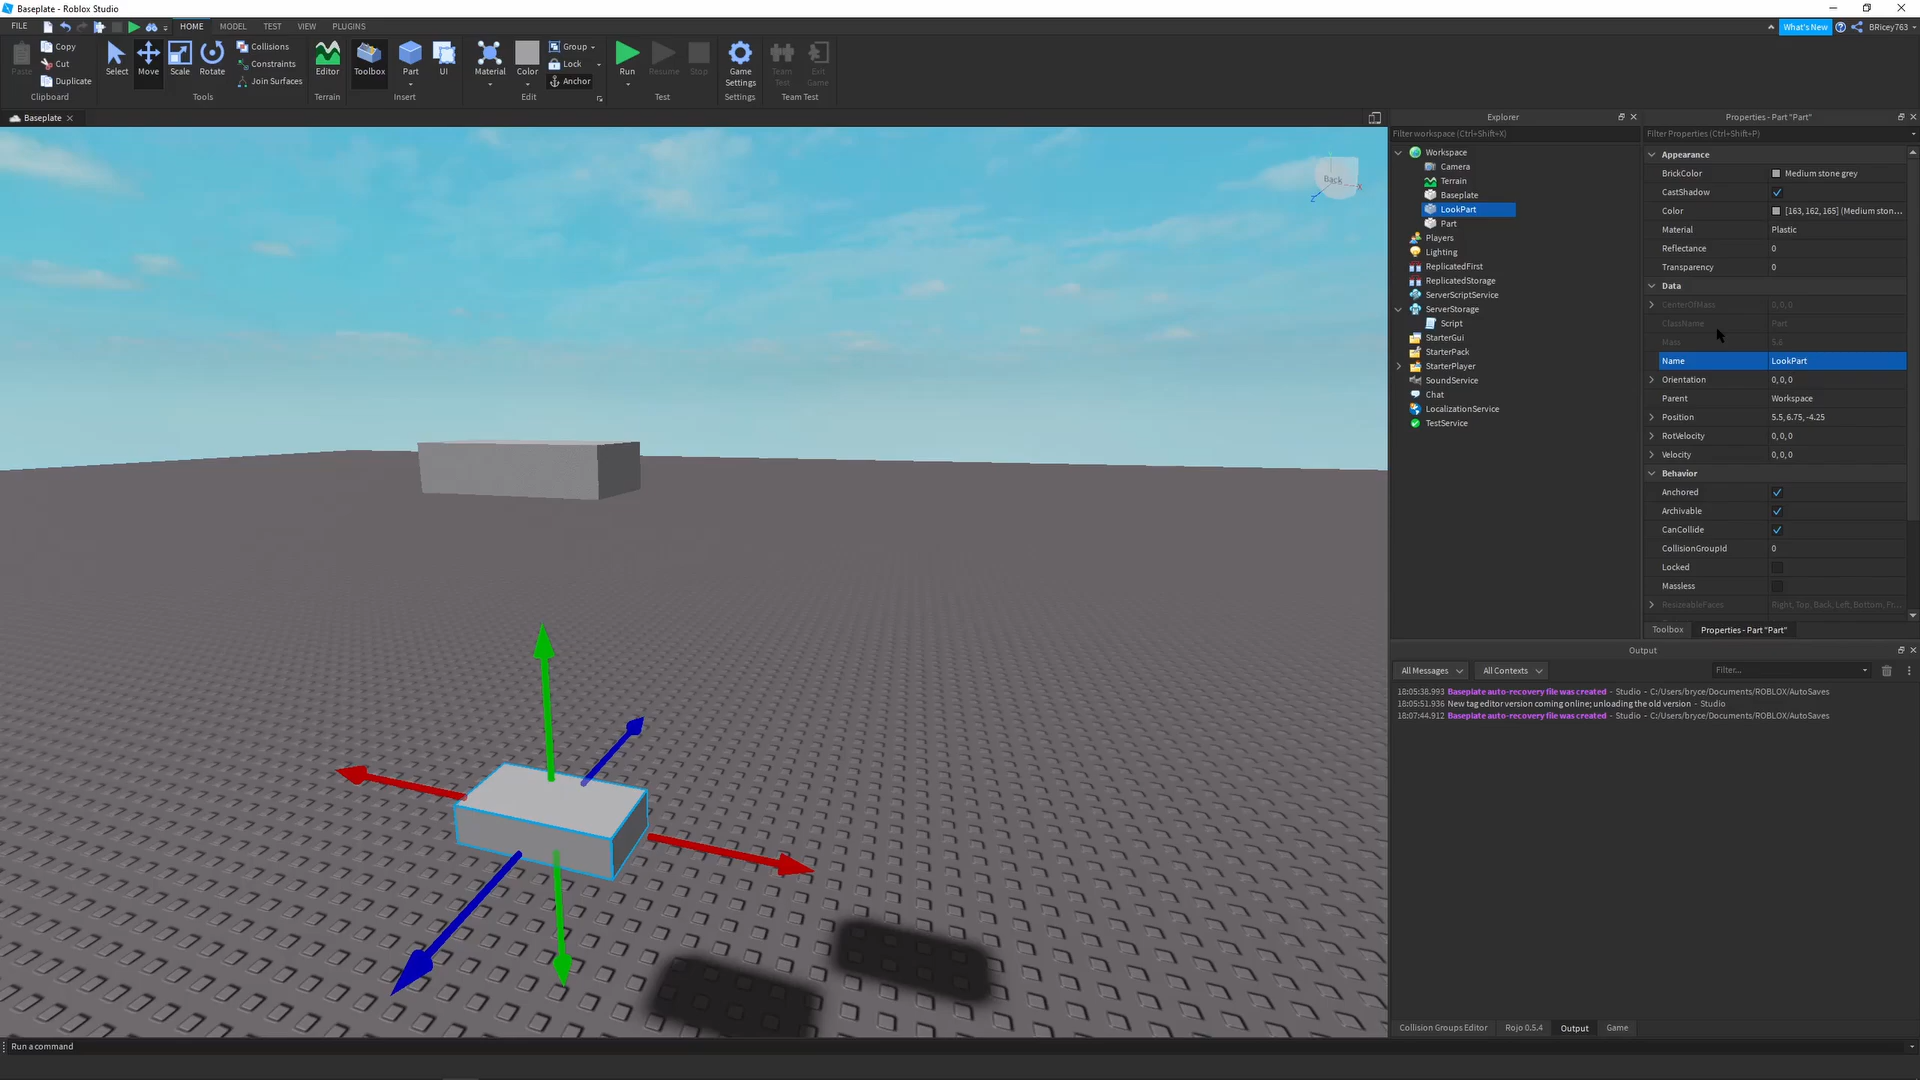 Baseplate - Roblox Studio
FILE HOME MODEL TEST VIEW PLUGINS What's New BRicey763
Paste Copy Cut Duplicate
Select Move Scale Rotate Collisions Constraints Join Surfaces
Editor Toolbox Part UI
Material Color Group Lock Anchor
Run Resume Stop Game Settings Team Test Exit Game
Clipboard Tools Terrain Insert Edit Test Settings Team Test
Baseplate
Back
X
Z
Explorer
Filter workspace (Ctrl+Shift+X)
Workspace
Camera
Terrain
Baseplate
LookPart
Part
Players
Lighting
ReplicatedFirst
ReplicatedStorage
ServerScriptService
ServerStorage
Script
StarterGui
StarterPack
StarterPlayer
SoundService
Chat
LocalizationService
TestService
Properties - Part "Part"
Filter Properties (Ctrl+Shift+P)
Appearance
BrickColor Medium stone grey
CastShadow
Color [163, 162, 165] (Medium ston...
Material Plastic
Reflectance 0
Transparency 0
Data
CenterOfMass 0, 0, 0
ClassName Part
Mass 5.6
Name LookPart
Orientation 0, 0, 0
Parent Workspace
Position 5.5, 6.75, -4.25
RotVelocity 0, 0, 0
Velocity 0, 0, 0
Behavior
Anchored
Archivable
CanCollide
CollisionGroupId 0
Locked
Massless
ResizeableFaces Right, Top, Back, Left, Bottom, Fr...
Toolbox Properties - Part "Part"
Output
All Messages All Contexts Filter...
18:05:38.993 Baseplate auto-recovery file was created - Studio - C:/Users/bryce/Documents/ROBLOX/AutoSaves
18:05:51.936 New tag editor version coming online; unloading the old version - Studio
18:07:44.912 Baseplate auto-recovery file was created - Studio - C:/Users/bryce/Documents/ROBLOX/AutoSaves
Collision Groups Editor Rojo 0.5.4 Output Game
Run a command